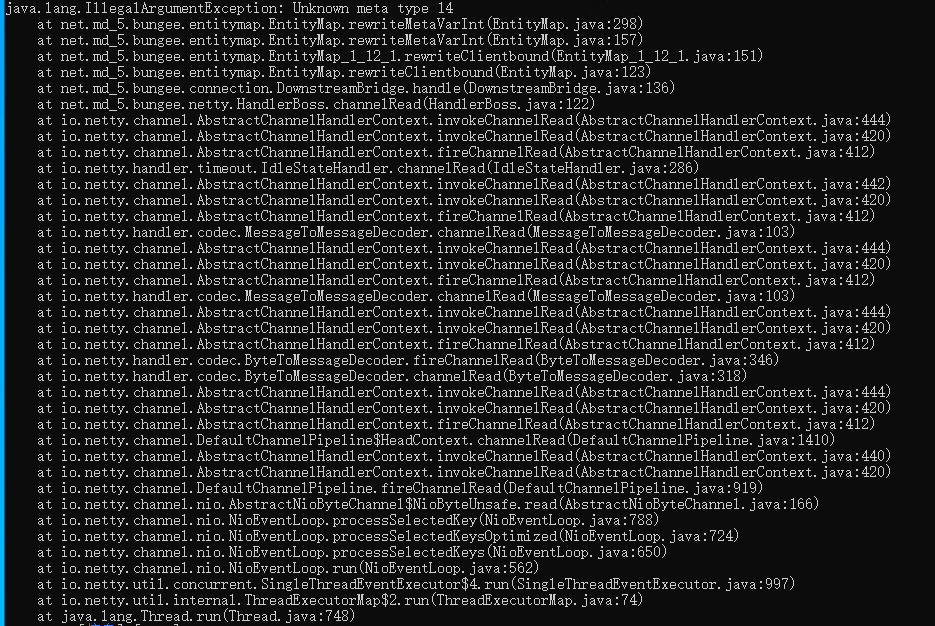 java.lang.IllegalArgumentException: Unknown meta type 14
at net.md_5.bungee.entitymap.EntityMap.rewriteMetaVarInt(EntityMap.java:298)
at net.md_5.bungee.entitymap.EntityMap.rewriteMetaVarInt(EntityMap.java:157)
at net.md_5.bungee.entitymap.EntityMap_1_12_1.rewriteClientbound(EntityMap_1_12_1.java:151)
at net.md_5.bungee.entitymap.EntityMap.rewriteClientbound(EntityMap.java:123)
at net.md_5.bungee.connection.DownstreamBridge.handle(DownstreamBridge.java:136)
at net.md_5.bungee.netty.HandlerBoss.channelRead(HandlerBoss.java:122)
at io.netty.channel.AbstractChannelHandlerContext.invokeChannelRead(AbstractChannelHandlerContext.java:444)
at io.netty.channel.AbstractChannelHandlerContext.invokeChannelRead(AbstractChannelHandlerContext.java:420)
at io.netty.channel.AbstractChannelHandlerContext.fireChannelRead(AbstractChannelHandlerContext.java:412)
at io.netty.handler.timeout.IdleStateHandler.channelRead(IdleStateHandler.java:286)
at io.netty.channel.AbstractChannelHandlerContext.invokeChannelRead(AbstractChannelHandlerContext.java:442)
at io.netty.channel.AbstractChannelHandlerContext.invokeChannelRead(AbstractChannelHandlerContext.java:420)
at io.netty.channel.AbstractChannelHandlerContext.fireChannelRead(AbstractChannelHandlerContext.java:412)
at io.netty.handler.codec.MessageToMessageDecoder.channelRead(MessageToMessageDecoder.java:103)
at io.netty.channel.AbstractChannelHandlerContext.invokeChannelRead(AbstractChannelHandlerContext.java:444)
at io.netty.channel.AbstractChannelHandlerContext.invokeChannelRead(AbstractChannelHandlerContext.java:420)
at io.netty.channel.AbstractChannelHandlerContext.fireChannelRead(AbstractChannelHandlerContext.java:412)
at io.netty.handler.codec.MessageToMessageDecoder.channelRead(MessageToMessageDecoder.java:103)
at io.netty.channel.AbstractChannelHandlerContext.invokeChannelRead(AbstractChannelHandlerContext.java:444)
at io.netty.channel.AbstractChannelHandlerContext.invokeChannelRead(AbstractChannelHandlerContext.java:420)
at io.netty.channel.AbstractChannelHandlerContext.fireChannelRead(AbstractChannelHandlerContext.java:412)
at io.netty.handler.codec.ByteToMessageDecoder.fireChannelRead(ByteToMessageDecoder.java:346)
at io.netty.handler.codec.ByteToMessageDecoder.channelRead(ByteToMessageDecoder.java:318)
at io.netty.channel.AbstractChannelHandlerContext.invokeChannelRead(AbstractChannelHandlerContext.java:444)
at io.netty.channel.AbstractChannelHandlerContext.invokeChannelRead(AbstractChannelHandlerContext.java:420)
at io.netty.channel.AbstractChannelHandlerContext.fireChannelRead(AbstractChannelHandlerContext.java:412)
at io.netty.channel.DefaultChannelPipeline$HeadContext.channelRead(DefaultChannelPipeline.java:1410)
at io.netty.channel.AbstractChannelHandlerContext.invokeChannelRead(AbstractChannelHandlerContext.java:440)
at io.netty.channel.AbstractChannelHandlerContext.invokeChannelRead(AbstractChannelHandlerContext.java:420)
at io.netty.channel.DefaultChannelPipeline.fireChannelRead(DefaultChannelPipeline.java:919)
at io.netty.channel.nio.AbstractNioByteChannel$NioByteUnsafe.read(AbstractNioByteChannel.java:166)
at io.netty.channel.nio.NioEventLoop.processSelectedKey(NioEventLoop.java:788)
at io.netty.channel.nio.NioEventLoop.processSelectedKeysOptimized(NioEventLoop.java:724)
at io.netty.channel.nio.NioEventLoop.processSelectedKeys(NioEventLoop.java:650)
at io.netty.channel.nio.NioEventLoop.run(NioEventLoop.java:562)
at io.netty.util.concurrent.SingleThreadEventExecutor$4.run(SingleThreadEventExecutor.java:997)
at io.netty.util.internal.ThreadExecutorMap$2.run(ThreadExecutorMap.java:74)
at java.lang.Thread.run(Thread.java:748)